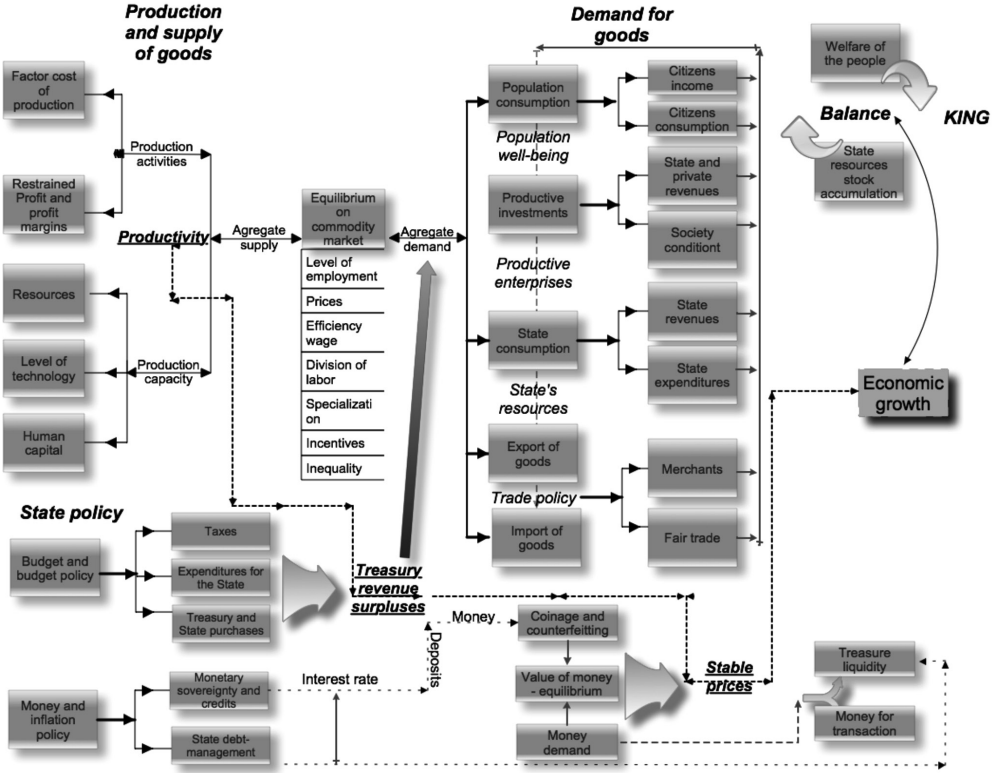 Production
and supply
of goods
Demand for
goods
Factor cost
of
production
Restrained
Profit and
profit
margins
Production
activities
Productivity
Resources
Level of
technology
Human
capital
Production
capacity
Aggregate
supply
Equilibrium
on
commodity
market
Level of
employment
Prices
Efficiency
wage
Division of
labor
Specializati
on
Incentives
Inequality
Aggregate
demand
Population
consumption
Population
well-being
Productive
investments
Productive
enterprises
State
consumption
State's
resources
Export of
goods
Trade policy
Import of
goods
Citizens
income
Citizens
consumption
State and
private
revenues
Society
conditiont
State
revenues
State
expenditures
Merchants
Fair trade
Welfare of
the people
Balance
KING
State
resources
stock
accumulation
Economic
growth
State policy
Budget and
budget policy
Taxes
Expenditures for
the State
Treasury and
State purchases
Treasury
revenue
surpluses
Money and
inflation
policy
Monetary
sovereignty and
credits
State debt-
management
Interest rate
Deposits
Money
Coinage and
counterfeitting
Value of money
- equilibrium
Money
demand
Stable
prices
Treasure
liquidity
Money for
transaction